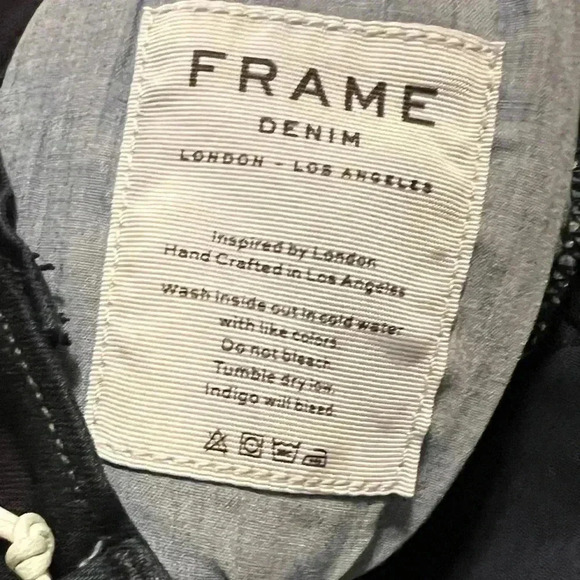 FRAME
DENIM
LONDON - LOS ANGELES
Inspired by London
Hand Crafted in Los Angeles
Wash inside out in cold water
with like colors.
Do not bleach.
Tumble dry low.
Indigo will bleed.